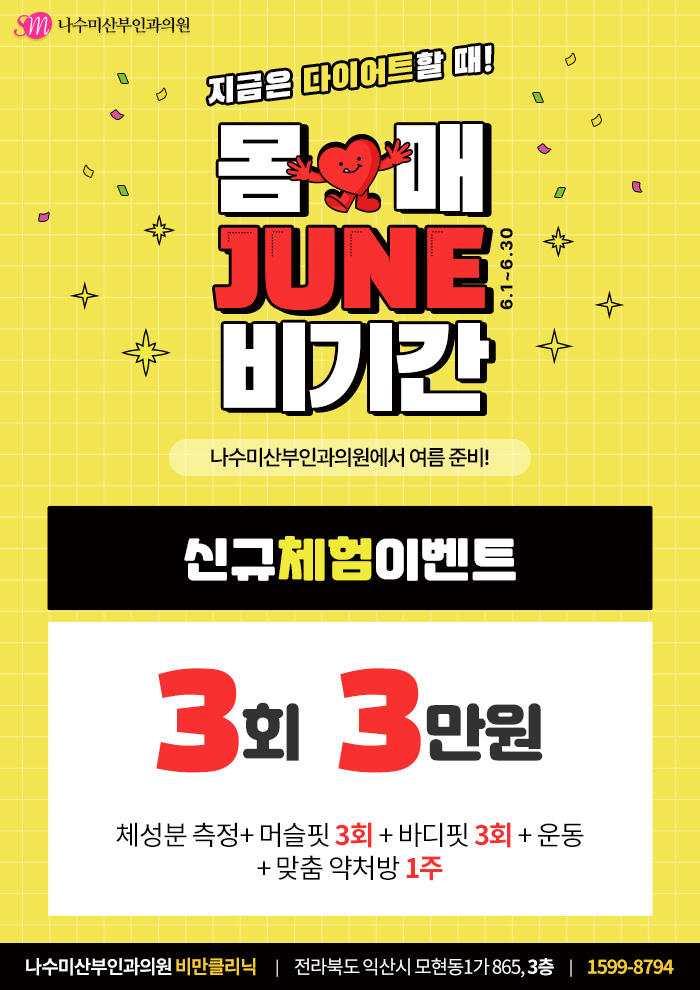 SM 나수미산부인과의원
지금은 다이어트할 때!
몸매
JUNE
6.1~6.30
비기간
나수미산부인과의원에서 여름 준비!
신규체험이벤트
3회 3만원
체성분 측정+ 머슬핏 3회 + 바디핏 3회 + 운동
+ 맞춤 약처방 1주
나수미산부인과의원 비만클리닉 | 전라북도 익산시 모현동1가 865, 3층 | 1599-8794